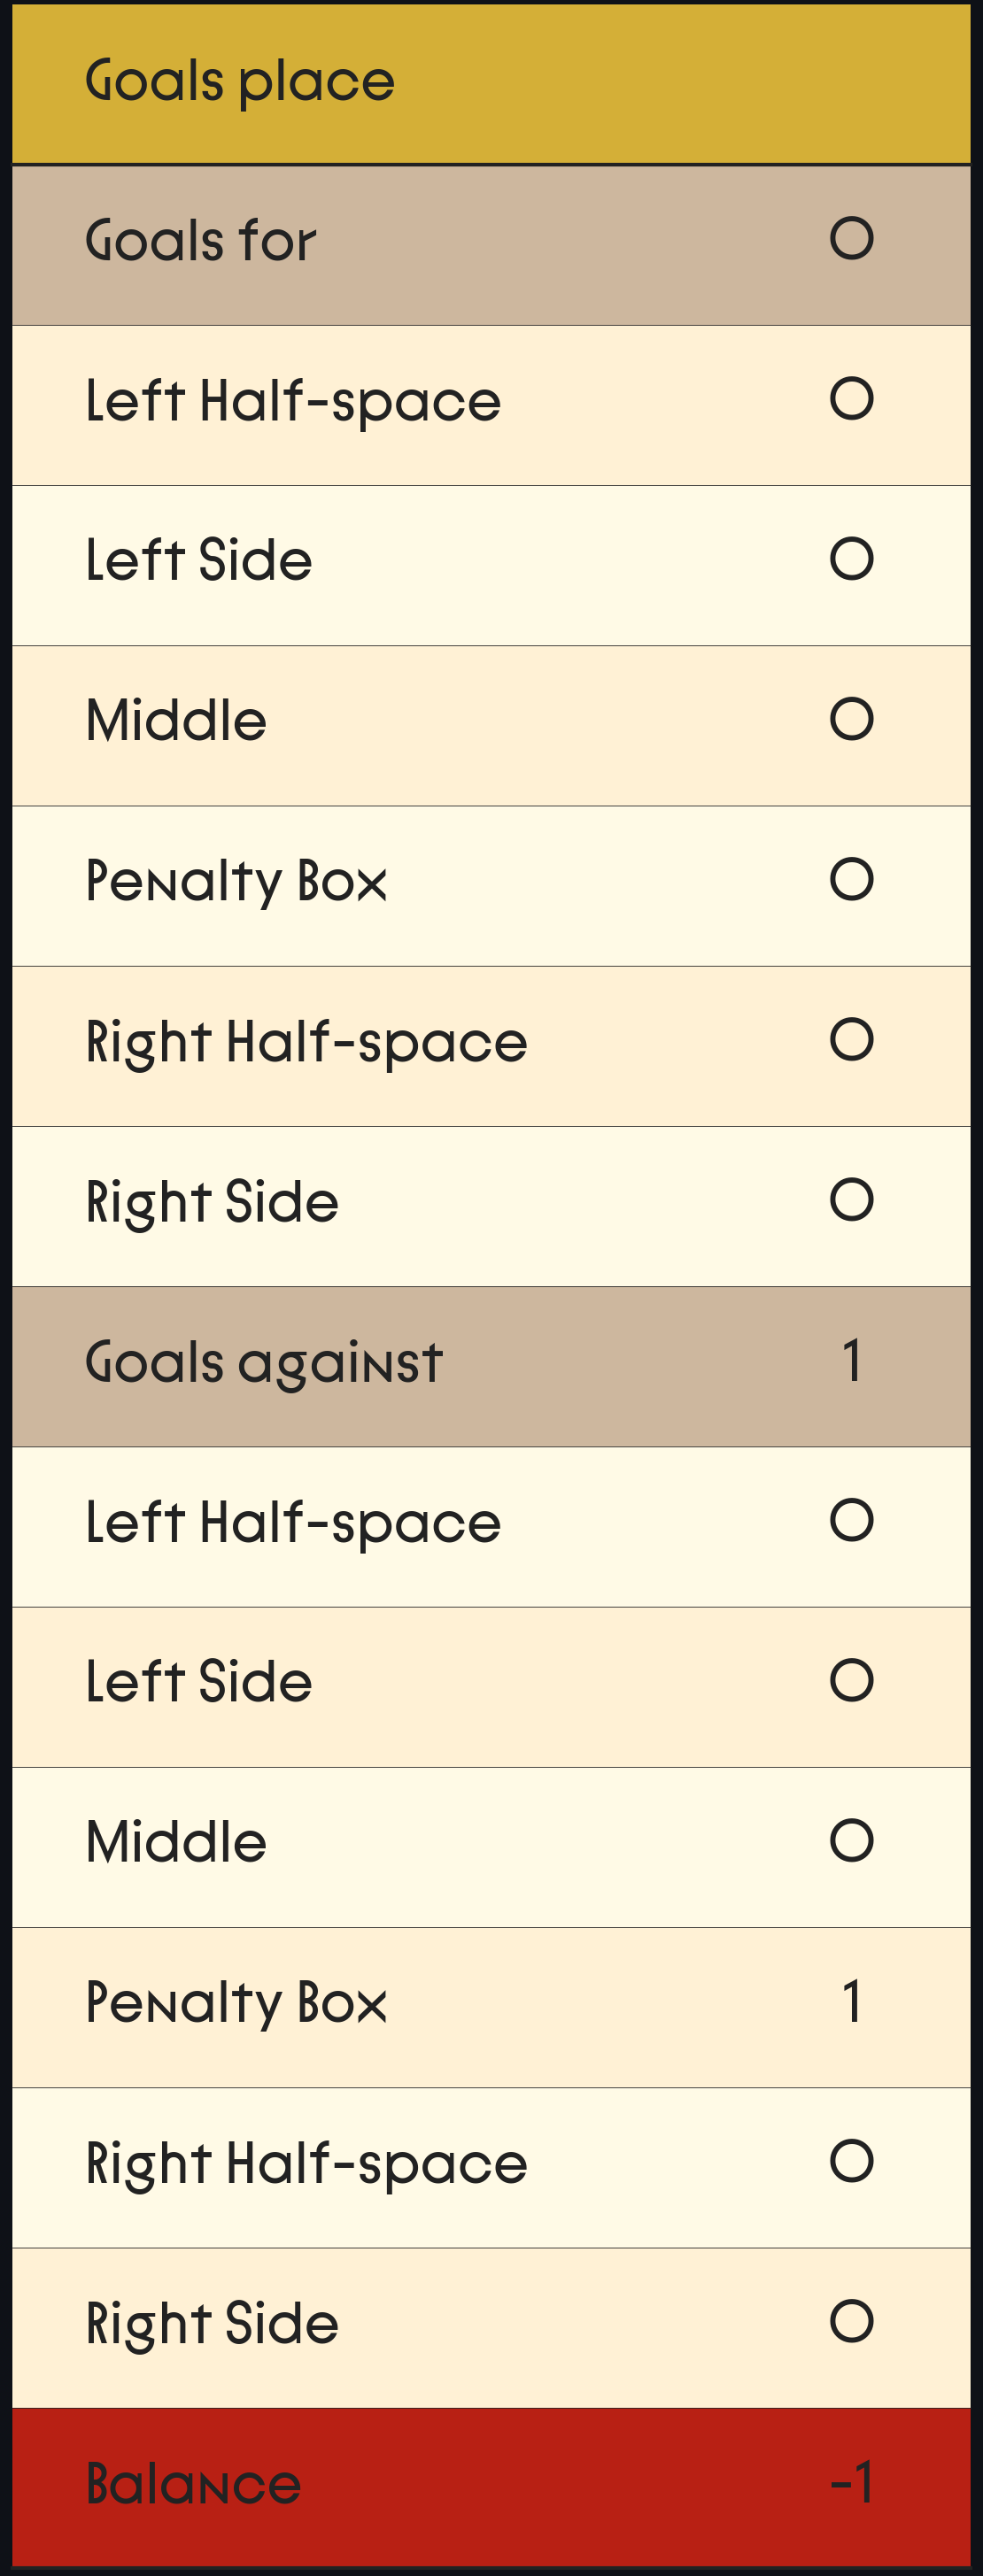 Goals place
Goals for 0
Left Half-space 0
Left Side 0
Middle 0
Penalty Box 0
Right Half-space 0
Right Side 0
Goals against 1
Left Half-space 0
Left Side 0
Middle 0
Penalty Box 1
Right Half-space 0
Right Side 0
Balance -1